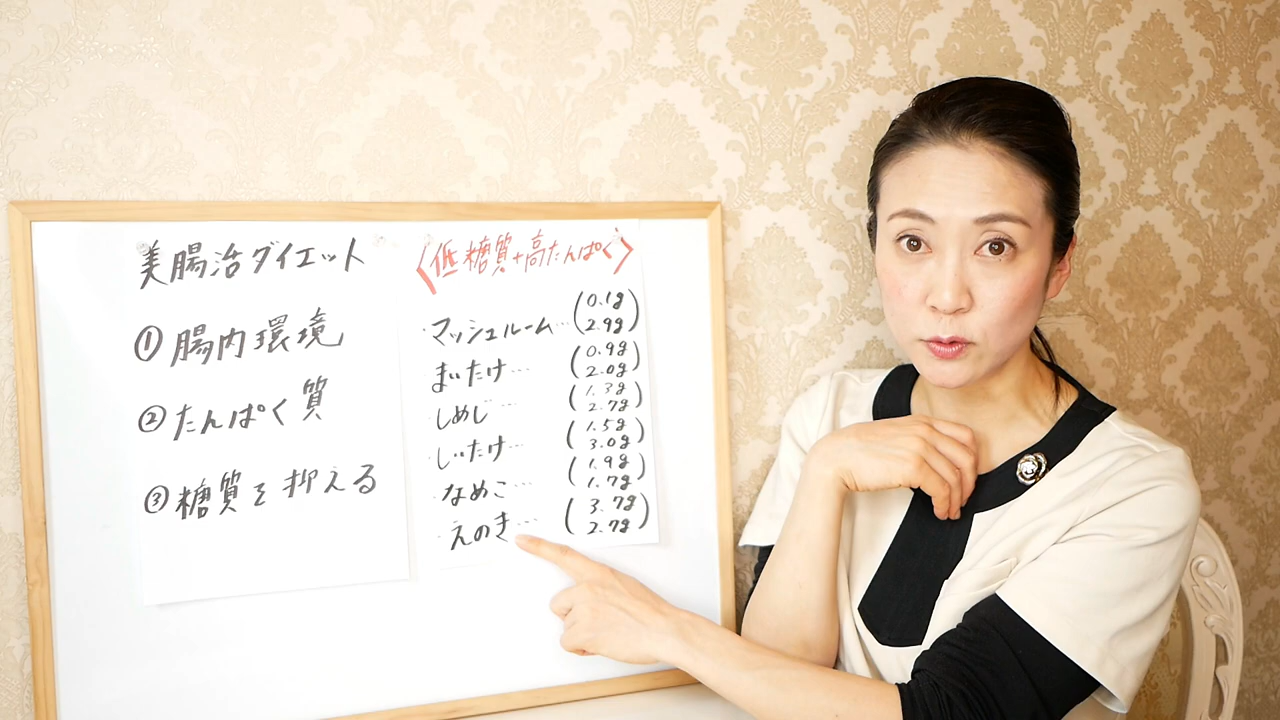 美腸治ダイエット
①腸内環境
②たんぱく質
③糖質を抑える
〈低糖質+高たんぱく〉
・マッシュルーム…(0.1g
2.9g)
・まいたけ…(0.9g
2.0g)
・しめじ…(1.3g
2.7g)
・しいたけ…(1.5g
3.0g)
・なめこ…(1.9g
1.7g)
・えのき…(3.7g
2.7g)